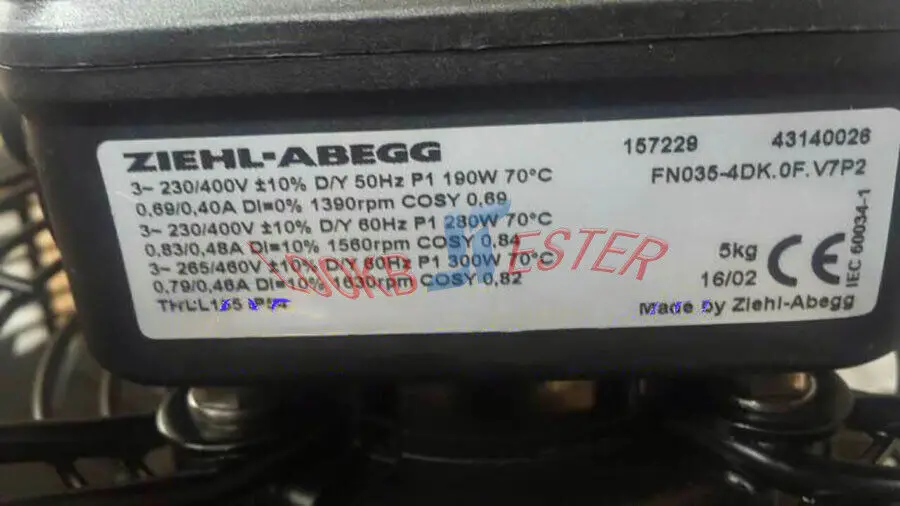 ZIEHL-ABEGG
157229 43140026
3~ 230/400V ±10% D/Y 50Hz P1 190W 70°C
FN035-4DK.0F.V7P2
0,69/0,40A DI=0% 1390rpm COSY 0,69
3~ 230/400V ±10% D/Y 60Hz P1 280W 70°C
0,83/0,48A DI=10% 1560rpm COSY 0,84
3~ 265/460V ±10% D/Y 60Hz P1 300W 70°C
0,79/0,46A DI=10% 1630rpm COSY 0,82
5kg
16/02
CE
IEC 60034-1
Made by Ziehl-Abegg
ESTER